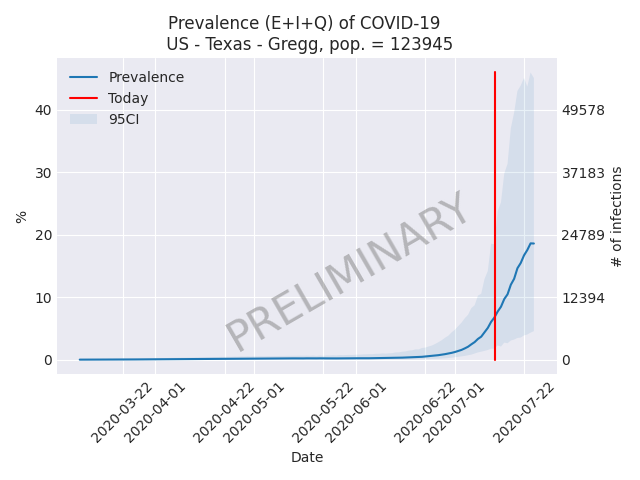 Prevalence (E+I+Q) of COVID-19
US - Texas - Gregg, pop. = 123945
Prevalence
Today
95CI
40
30
20
10
0
%
49578
37183
24789
12394
0
# of infections
PRELIMINARY
2020-03-22
2020-04-01
2020-04-22
2020-05-01
2020-05-22
2020-06-01
2020-06-22
2020-07-01
2020-07-22
Date